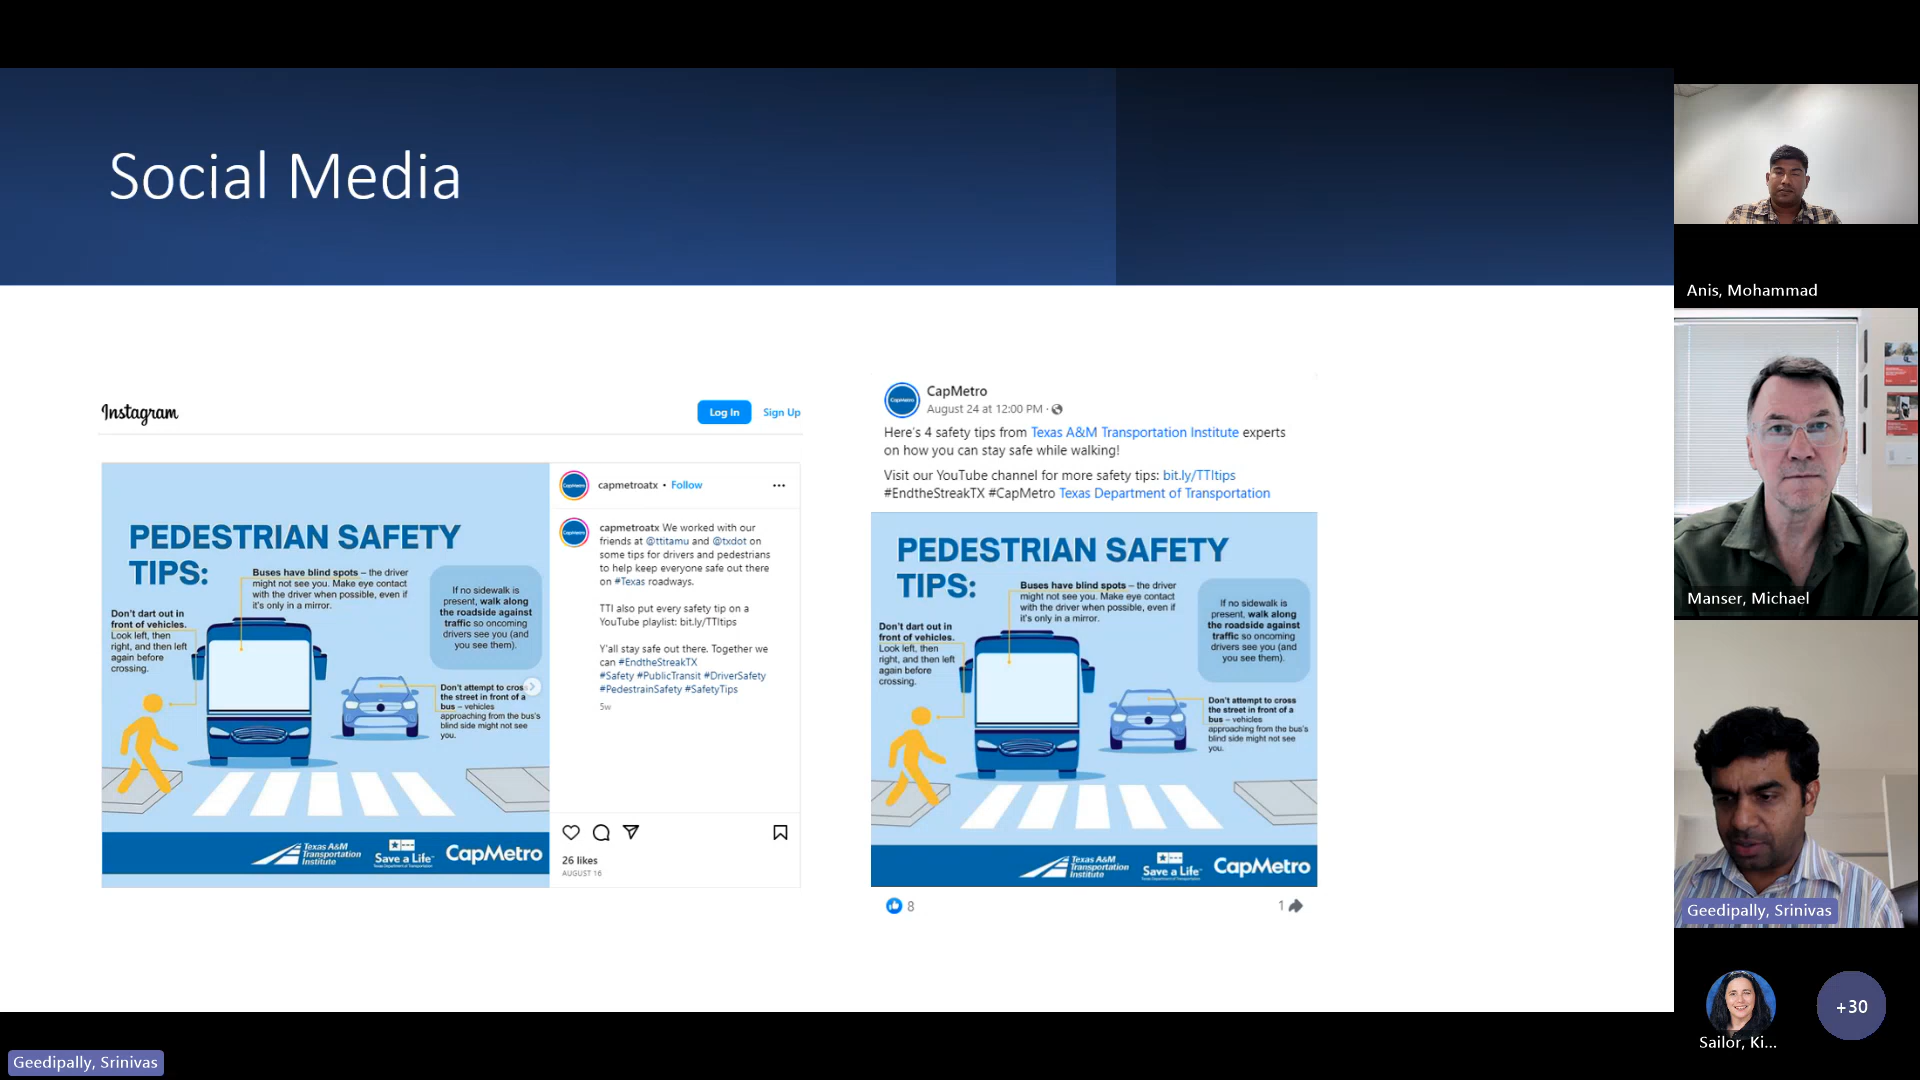 Social Media
Instagram
Log In
Sign Up
PEDESTRIAN SAFETY
TIPS:
Buses have blind spots – the driver
might not see you. Make eye contact
with the driver when possible, even if
it's only in a mirror.
Don't dart out in
front of vehicles.
Look left, then
right, and then left
again before
crossing.
If no sidewalk is
present, walk along
the roadside against
traffic so oncoming
drivers see you (and
you see them).
Don't attempt to cross
the street in front of a
bus – vehicles
approaching from the bus's
blind side might not see
you.
Texas A&M
Transportation
Institute
Save a Life
Texas Department of Transportation
CapMetro
CapMetro
capmetroatx • Follow
CapMetro
capmetroatx We worked with our
friends at @ttitamu and @txdot on
some tips for drivers and pedestrians
to help keep everyone safe out there
on #Texas roadways.
TTI also put every safety tip on a
YouTube playlist: bit.ly/TTItips
Y'all stay safe out there. Together we
can #EndtheStreakTX
#Safety #PublicTransit #DriverSafety
#PedestrainSafety #SafetyTips
5w
26 likes
AUGUST 16
CapMetro
CapMetro
August 24 at 12:00 PM ·
Here's 4 safety tips from Texas A&M Transportation Institute experts
on how you can stay safe while walking!
Visit our YouTube channel for more safety tips: bit.ly/TTItips
#EndtheStreakTX #CapMetro Texas Department of Transportation
PEDESTRIAN SAFETY
TIPS:
Buses have blind spots – the driver
might not see you. Make eye contact
with the driver when possible, even if
it's only in a mirror.
Don't dart out in
front of vehicles.
Look left, then
right, and then left
again before
crossing.
If no sidewalk is
present, walk along
the roadside against
traffic so oncoming
drivers see you (and
you see them).
Don't attempt to cross
the street in front of a
bus – vehicles
approaching from the bus's
blind side might not see
you.
Texas A&M
Transportation
Institute
Save a Life
Texas Department of Transportation
CapMetro
8
1
Anis, Mohammad
Manser, Michael
Geedipally, Srinivas
Sailor, Ki...
+30
Geedipally, Srinivas